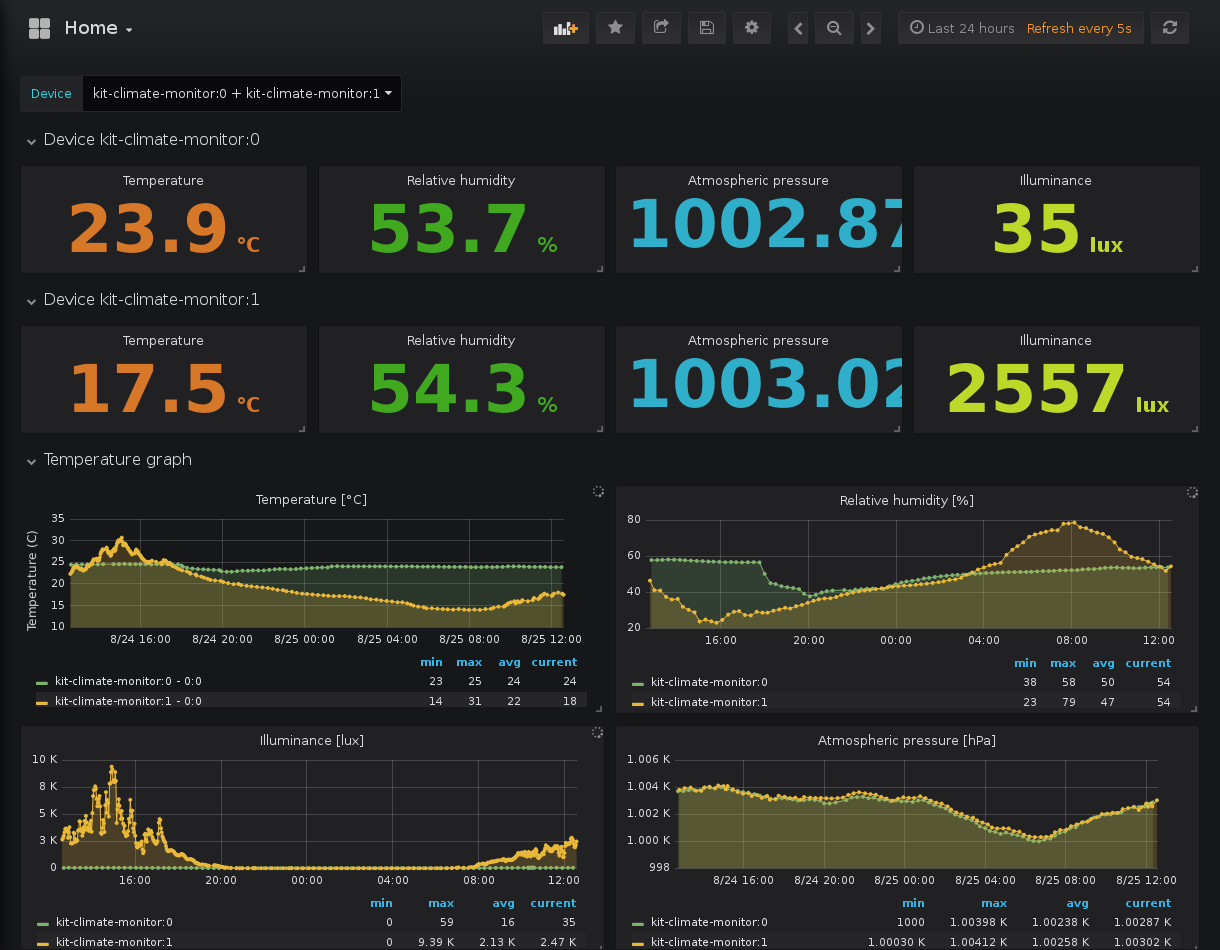 Home
Last 24 hours Refresh every 5s
Device kit-climate-monitor:0 + kit-climate-monitor:1
Device kit-climate-monitor:0
Temperature Relative humidity Atmospheric pressure Illuminance
23.9 °C 53.7 % 1002.87 35 lux
Device kit-climate-monitor:1
Temperature Relative humidity Atmospheric pressure Illuminance
17.5 °C 54.3 % 1003.02 2557 lux
Temperature graph
Temperature [°C]
Temperature (C)
35
30
25
20
15
10
8/24 16:00 8/24 20:00 8/25 00:00 8/25 04:00 8/25 08:00 8/25 12:00
min max avg current
kit-climate-monitor:0 - 0:0 23 25 24 24
kit-climate-monitor:1 - 0:0 14 31 22 18
Relative humidity [%]
80
60
40
20
16:00 20:00 00:00 04:00 08:00 12:00
min max avg current
kit-climate-monitor:0 38 58 50 54
kit-climate-monitor:1 23 79 47 54
Illuminance [lux]
10 K
8 K
5 K
3 K
0
16:00 20:00 00:00 04:00 08:00 12:00
min max avg current
kit-climate-monitor:0 0 59 16 35
kit-climate-monitor:1 0 9.39 K 2.13 K 2.47 K
Atmospheric pressure [hPa]
1.006 K
1.004 K
1.002 K
1.000 K
998
8/24 16:00 8/24 20:00 8/25 00:00 8/25 04:00 8/25 08:00 8/25 12:00
min max avg current
kit-climate-monitor:0 1000 1.00398 K 1.00238 K 1.00287 K
kit-climate-monitor:1 1.00030 K 1.00412 K 1.00258 K 1.00302 K